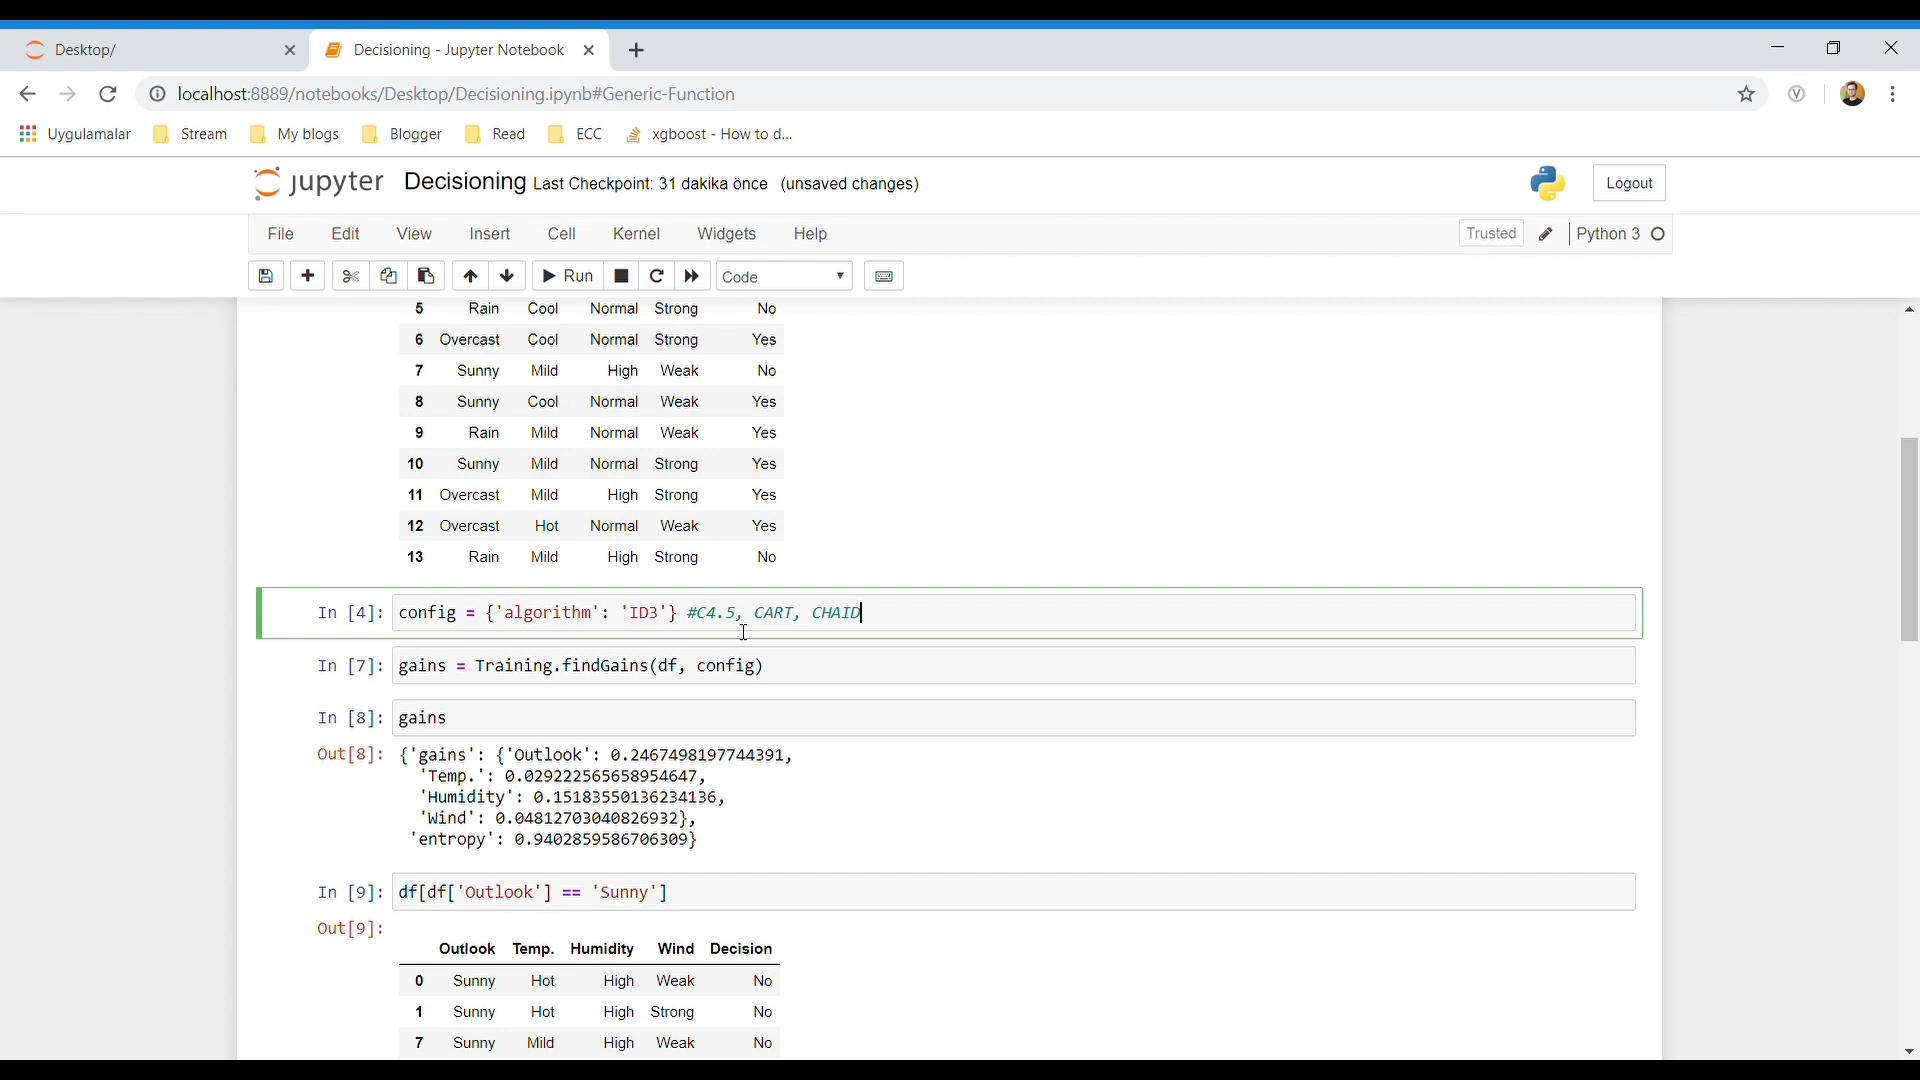 Desktop/
Decisioning - Jupyter Notebook
localhost:8889/notebooks/Desktop/Decisioning.ipynb#Generic-Function
Uygulamalar Stream My blogs Blogger Read ECC xgboost - How to d...
jupyter Decisioning Last Checkpoint: 31 dakika önce (unsaved changes)
Logout
File Edit View Insert Cell Kernel Widgets Help
Trusted Python 3
Run Code
5 Rain Cool Normal Strong No
6 Overcast Cool Normal Strong Yes
7 Sunny Mild High Weak No
8 Sunny Cool Normal Weak Yes
9 Rain Mild Normal Weak Yes
10 Sunny Mild Normal Strong Yes
11 Overcast Mild High Strong Yes
12 Overcast Hot Normal Weak Yes
13 Rain Mild High Strong No
In [4]: config = {'algorithm': 'ID3'} #C4.5, CART, CHAID
In [7]: gains = Training.findGains(df, config)
In [8]: gains
Out[8]: {'gains': {'Outlook': 0.2467498197744391,
'Temp.': 0.029222565658954647,
'Humidity': 0.15183550136234136,
'Wind': 0.04812703040826932},
'entropy': 0.9402859586706309}
In [9]: df[df['Outlook'] == 'Sunny']
Out[9]:
Outlook Temp. Humidity Wind Decision
0 Sunny Hot High Weak No
1 Sunny Hot High Strong No
7 Sunny Mild High Weak No